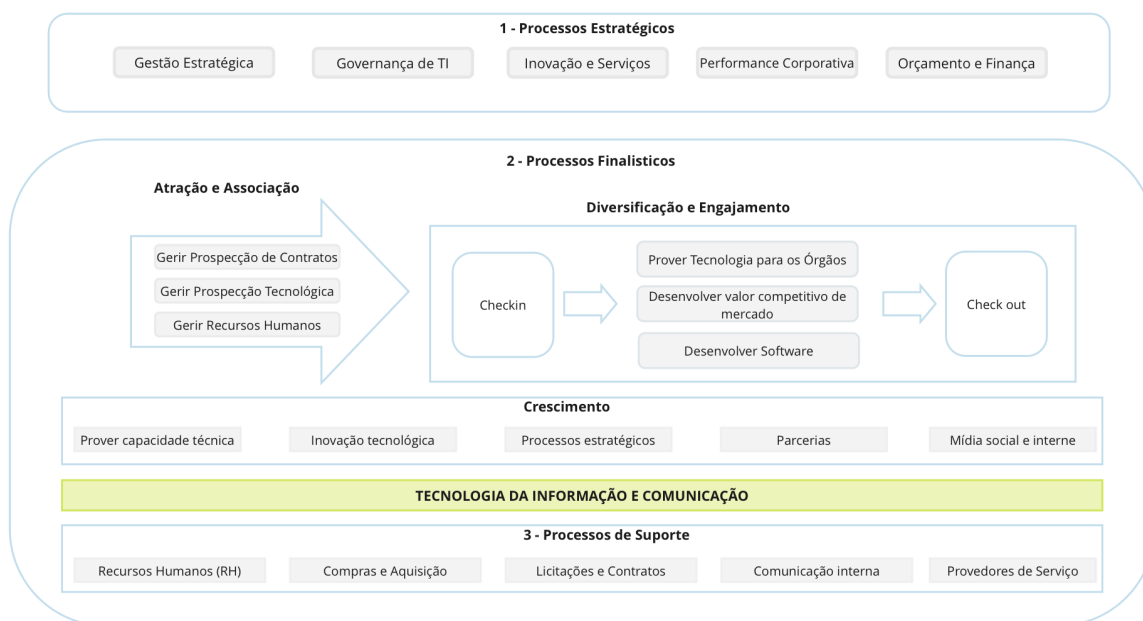 1 - Processos Estratégicos
Gestão Estratégica
Governança de TI
Inovação e Serviços
Performance Corporativa
Orçamento e Finança
2 - Processos Finalisticos
Atração e Associação
Gerir Prospecção de Contratos
Gerir Prospecção Tecnológica
Gerir Recursos Humanos
Diversificação e Engajamento
Checkin
Prover Tecnologia para os Órgãos
Desenvolver valor competitivo de
mercado
Desenvolver Software
Check out
Crescimento
Prover capacidade técnica
Inovação tecnológica
Processos estratégicos
Parcerias
Mídia social e interne
TECNOLOGIA DA INFORMAÇÃO E COMUNICAÇÃO
3 - Processos de Suporte
Recursos Humanos (RH)
Compras e Aquisição
Licitações e Contratos
Comunicação interna
Provedores de Serviço